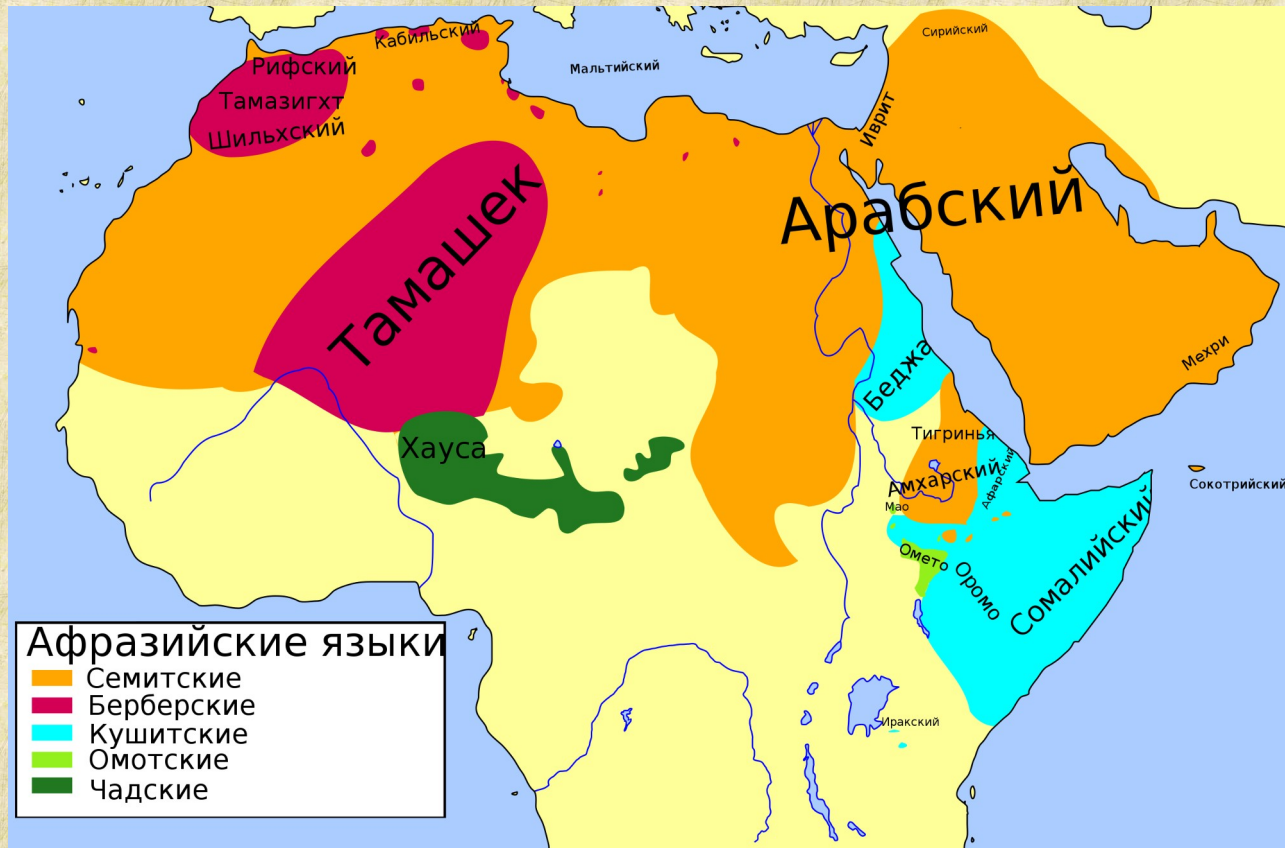 Кабильский
Сирийский
Рифский
Мальтийский
Тамазигхт
Шильхский
Иврит
Арабский
Тамашек
Мехри
Беджа
Хауса
Тигринья
Амхарский
Афарский
Сокотрийский
Мао
Омето
Оромо
Сомалийский
Иракский
Афразийские языки
Семитские
Берберские
Кушитские
Омотские
Чадские